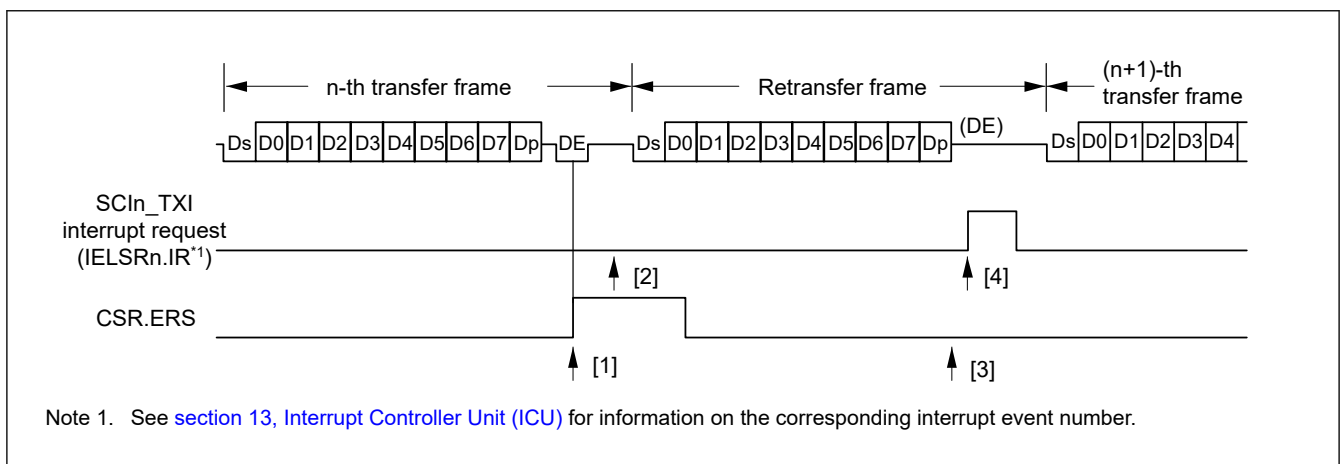 n-th transfer frame
Retransfer frame
(n+1)-th
transfer frame
Ds D0 D1 D2 D3 D4 D5 D6 D7 Dp DE Ds D0 D1 D2 D3 D4 D5 D6 D7 Dp (DE) Ds D0 D1 D2 D3 D4
SCIn_TXI
interrupt request
(IELSRn.IR*1)
[2]
[4]
CSR.ERS
[1]
[3]
Note 1. See section 13, Interrupt Controller Unit (ICU) for information on the corresponding interrupt event number.